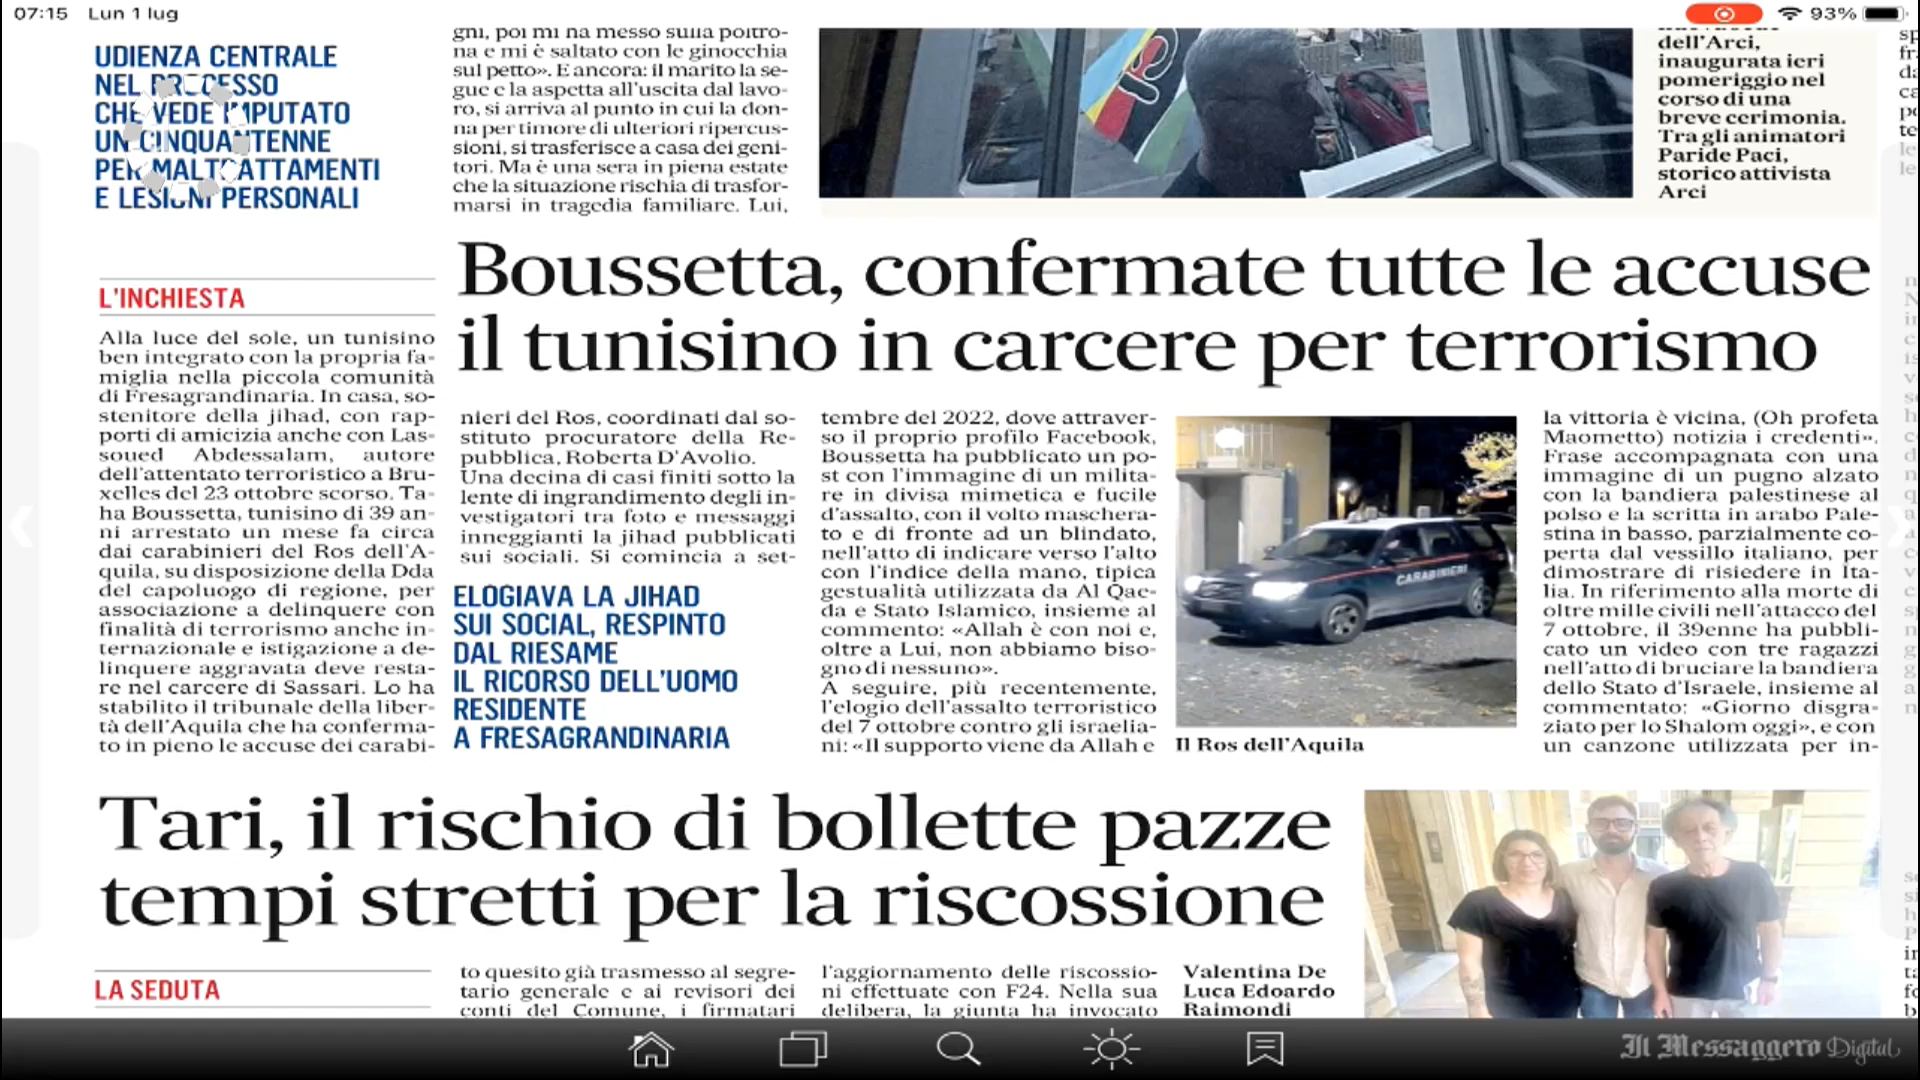 07:15 Lun 1 lug
93%
UDIENZA CENTRALE
NEL PROCESSO
CHE VEDE IMPUTATO
UN CINQUANTENNE
PER MALTRATTAMENTI
E LESIONI PERSONALI
gni, poi mi ha messo sulla poltro-
na e mi è saltato con le ginocchia
sul petto». E ancora: il marito la se-
gue e la aspetta all'uscita dal lavo-
ro, si arriva al punto in cui la don-
na per timore di ulteriori ripercus-
sioni, si trasferisce a casa dei geni-
tori. Ma è una sera in piena estate
che la situazione rischia di trasfor-
marsi in tragedia familiare. Lui,
dell'Arci,
inaugurata ieri
pomeriggio nel
corso di una
breve cerimonia.
Tra gli animatori
Paride Paci,
storico attivista
Arci
Boussetta, confermate tutte le accuse
il tunisino in carcere per terrorismo
L'INCHIESTA
Alla luce del sole, un tunisino
ben integrato con la propria fa-
miglia nella piccola comunità
di Fresagrandinaria. In casa, so-
stenitore della jihad, con rap-
porti di amicizia anche con Las-
soued Abdessalam, autore
dell'attentato terroristico a Bru-
xelles del 23 ottobre scorso. Ta-
ha Boussetta, tunisino di 39 an-
ni arrestato un mese fa circa
dai carabinieri del Ros dell'A-
quila, su disposizione della Dda
del capoluogo di regione, per
associazione a delinquere con
finalità di terrorismo anche in-
ternazionale e istigazione a de-
linquere aggravata deve resta-
re nel carcere di Sassari. Lo ha
stabilito il tribunale della liber-
tà dell'Aquila che ha conferma-
to in pieno le accuse dei carabi-
nieri del Ros, coordinati dal so-
stituto procuratore della Re-
pubblica, Roberta D'Avolio.
Una decina di casi finiti sotto la
lente di ingrandimento degli in-
vestigatori tra foto e messaggi
inneggianti la jihad pubblicati
sui sociali. Si comincia a set-
ELOGIAVA LA JIHAD
SUI SOCIAL, RESPINTO
DAL RIESAME
IL RICORSO DELL'UOMO
RESIDENTE
A FRESAGRANDINARIA
tembre del 2022, dove attraver-
so il proprio profilo Facebook,
Boussetta ha pubblicato un po-
st con l'immagine di un milita-
re in divisa mimetica e fucile
d'assalto, con il volto maschera-
to e di fronte ad un blindato,
nell'atto di indicare verso l'alto
con l'indice della mano, tipica
gestualità utilizzata da Al Qae-
da e Stato Islamico, insieme al
commento: «Allah è con noi e,
oltre a Lui, non abbiamo biso-
gno di nessuno».
A seguire, più recentemente,
l'elogio dell'assalto terroristico
del 7 ottobre contro gli israelia-
ni: «Il supporto viene da Allah e
CARABINIERI
Il Ros dell'Aquila
la vittoria è vicina, (Oh profeta
Maometto) notizia i credenti».
Frase accompagnata con una
immagine di un pugno alzato
con la bandiera palestinese al
polso e la scritta in arabo Pale-
stina in basso, parzialmente co-
perta dal vessillo italiano, per
dimostrare di risiedere in Ita-
lia. In riferimento alla morte di
oltre mille civili nell'attacco del
7 ottobre, il 39enne ha pubbli-
cato un video con tre ragazzi
nell'atto di bruciare la bandiera
dello Stato d'Israele, insieme al
commentato: «Giorno disgra-
ziato per lo Shalom oggi», e con
un canzone utilizzata per in-
Tari, il rischio di bollette pazze
tempi stretti per la riscossione
LA SEDUTA
to quesito già trasmesso al segre-
tario generale e ai revisori dei
conti del Comune, i firmatari
l'aggiornamento delle riscossio-
ni effettuate con F24. Nella sua
delibera, la giunta ha invocato
Valentina De
Luca Edoardo
Raimondi
Il Messaggero Digital